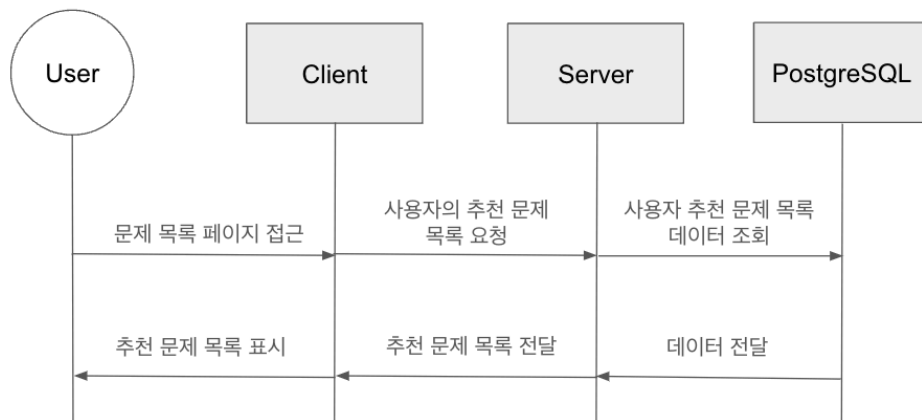 User
Client
Server
PostgreSQL
문제 목록 페이지 접근
사용자의 추천 문제
목록 요청
사용자 추천 문제 목록
데이터 조회
추천 문제 목록 표시
추천 문제 목록 전달
데이터 전달